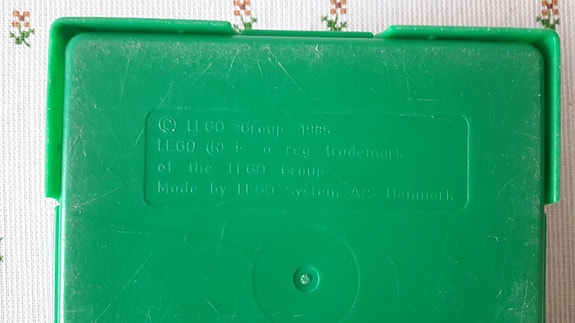 © LEGO Group 1985
LEGO (R) is a reg trademark
of the LEGO Group
Made by LEGO System A/S Denmark